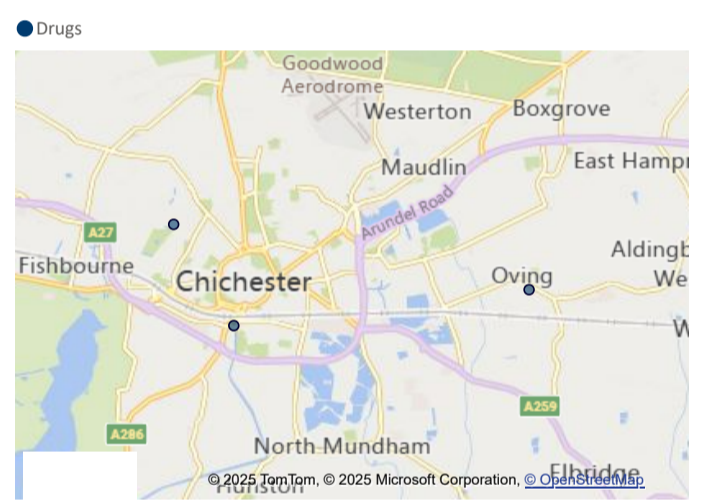 Drugs
Goodwood
Aerodrome
Westerton
Boxgrove
Maudlin
East Hamp
Arundel Road
A27
Fishbourne
Aldingb
We
Oving
Chichester
W
A259
A286
North Mundham
Elbridge
© 2025 TomTom, © 2025 Microsoft Corporation, © OpenStreetMap
Hunston